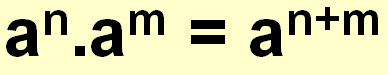 aⁿ.aᵐ = aⁿ⁺ᵐ